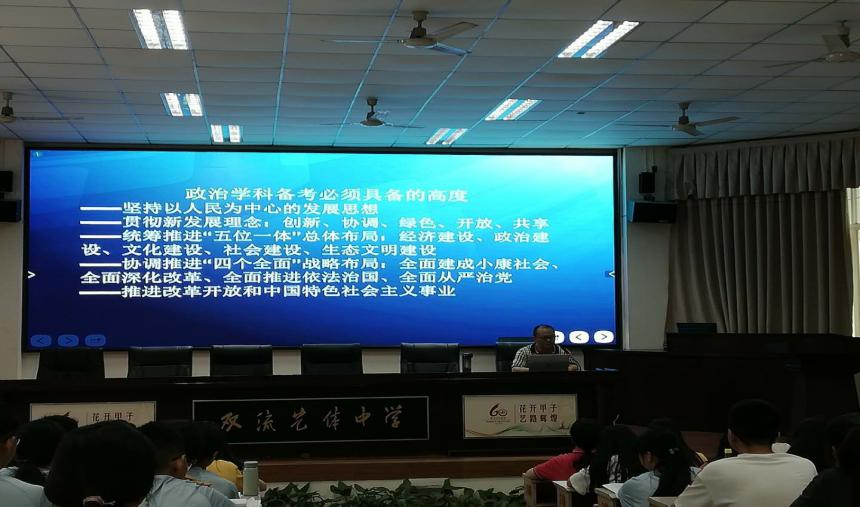 政治学科备考必须具备的高度
——坚持以人民为中心的发展思想
——贯彻新发展理念：创新、协调、绿色、开放、共享
——统筹推进“五位一体”总体布局：经济建设、政治建
设、文化建设、社会建设、生态文明建设
——协调推进“四个全面”战略布局：全面建成小康社会、
全面深化改革、全面推进依法治国、全面从严治党
——推进改革开放和中国特色社会主义事业
花开甲子
双流艺体中学
60
花开甲子
艺路辉煌